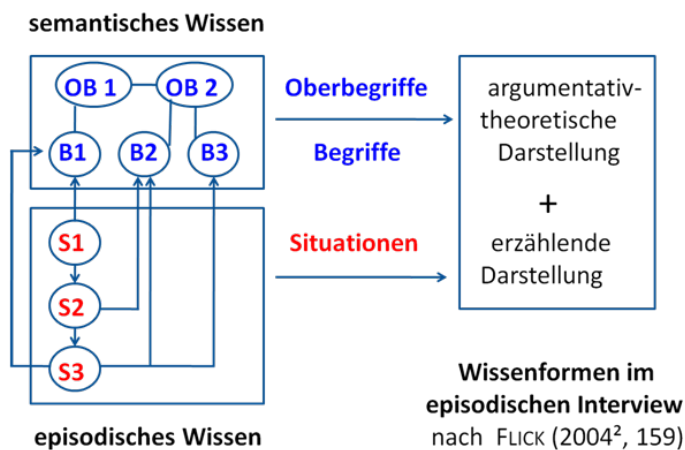 semantisches Wissen
OB 1 OB 2
B1 B2 B3
Oberbegriffe
Begriffe
argumentativ-
theoretische
Darstellung
+
erzählende
Darstellung
S1
S2
S3
Situationen
episodisches Wissen
Wissenformen im
episodischen Interview
nach FLICK (2004², 159)